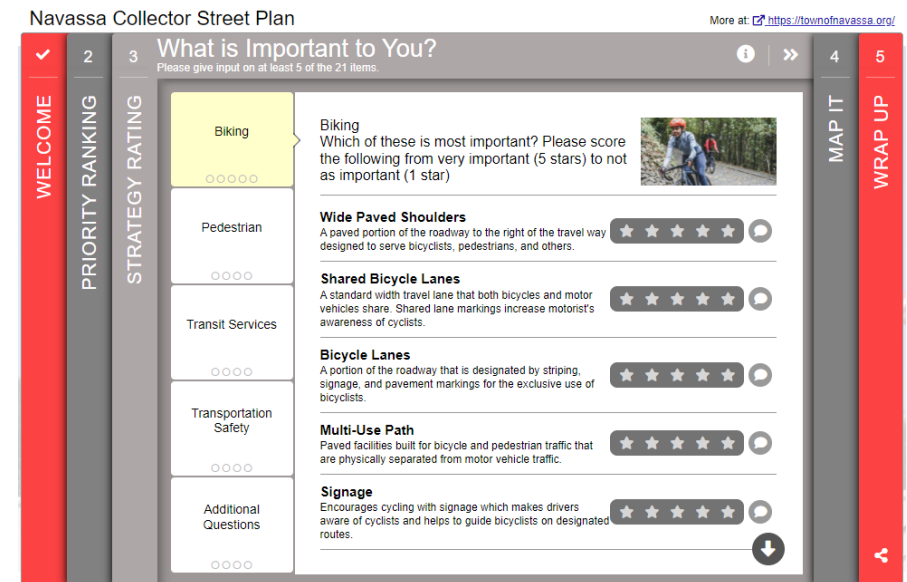 Navassa Collector Street Plan
More at: https://townofnavassa.org/
WELCOME
2
PRIORITY RANKING
3
STRATEGY RATING
What is Important to You?
Please give input on at least 5 of the 21 items.
4
MAP IT
5
WRAP UP
Biking
Pedestrian
Transit Services
Transportation
Safety
Additional
Questions
Biking
Which of these is most important? Please score
the following from very important (5 stars) to not
as important (1 star)
Wide Paved Shoulders
A paved portion of the roadway to the right of the travel way
designed to serve bicyclists, pedestrians, and others.
Shared Bicycle Lanes
A standard width travel lane that both bicycles and motor
vehicles share. Shared lane markings increase motorist's
awareness of cyclists.
Bicycle Lanes
A portion of the roadway that is designated by striping,
signage, and pavement markings for the exclusive use of
bicyclists.
Multi-Use Path
Paved facilities built for bicycle and pedestrian traffic that
are physically separated from motor vehicle traffic.
Signage
Encourages cycling with signage which makes drivers
aware of cyclists and helps to guide bicyclists on designated
routes.